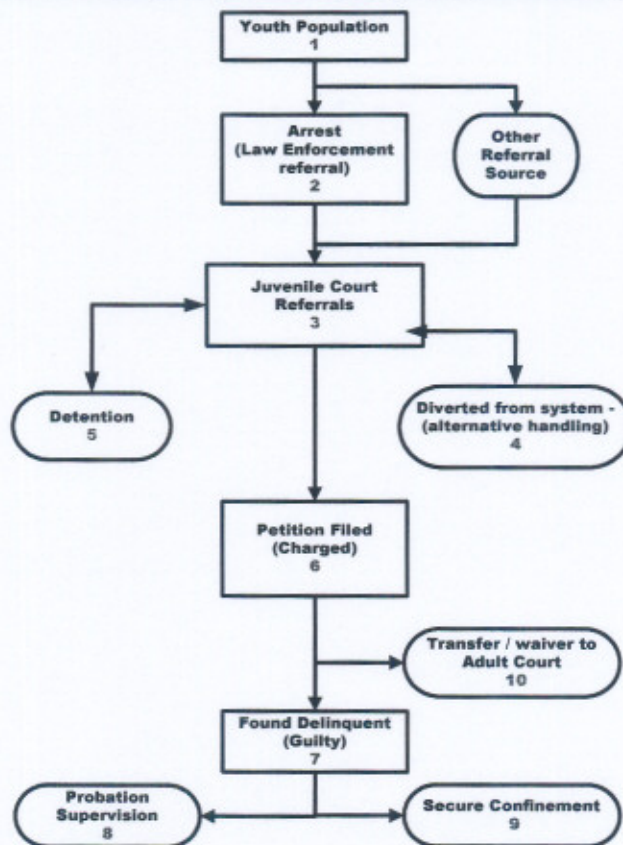 Youth Population
1
Arrest
(Law Enforcement
referral)
2
Other
Referral
Source
Juvenile Court
Referrals
3
Detention
5
Diverted from system -
(alternative handling)
4
Petition Filed
(Charged)
6
Transfer / waiver to
Adult Court
10
Found Delinquent
(Guilty)
7
Probation
Supervision
8
Secure Confinement
9